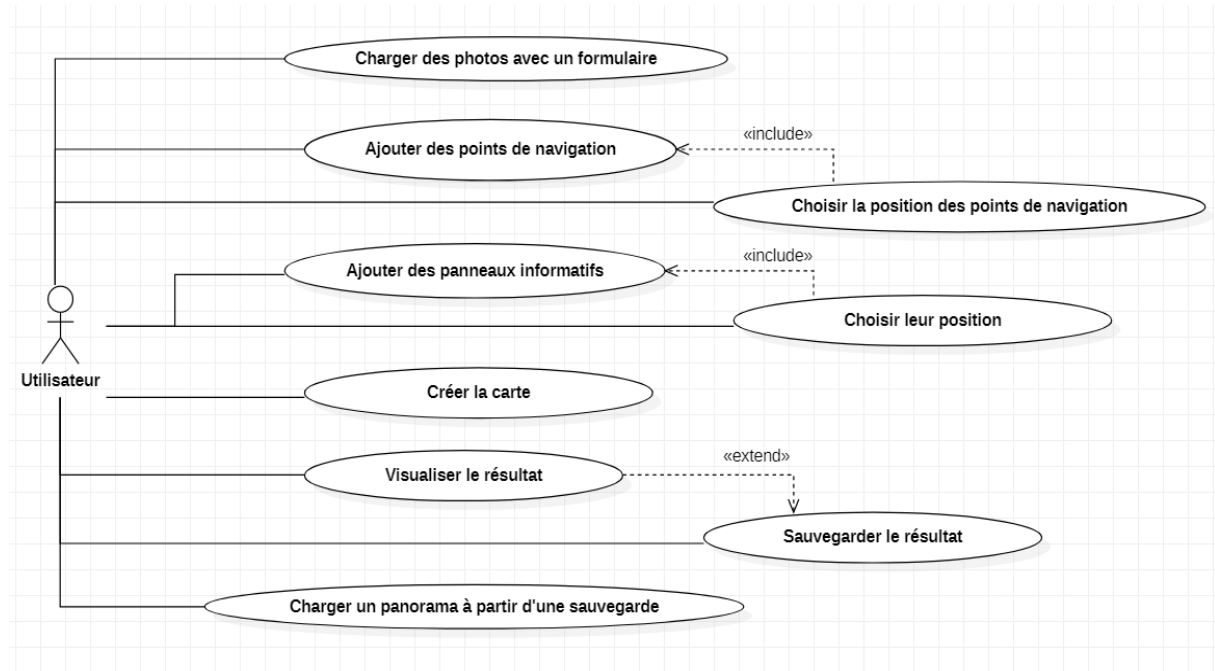 Charger des photos avec un formulaire
«include»
Ajouter des points de navigation
Choisir la position des points de navigation
«include»
Ajouter des panneaux informatifs
Choisir leur position
Utilisateur
Créer la carte
«extend»
Visualiser le résultat
Sauvegarder le résultat
Charger un panorama à partir d'une sauvegarde